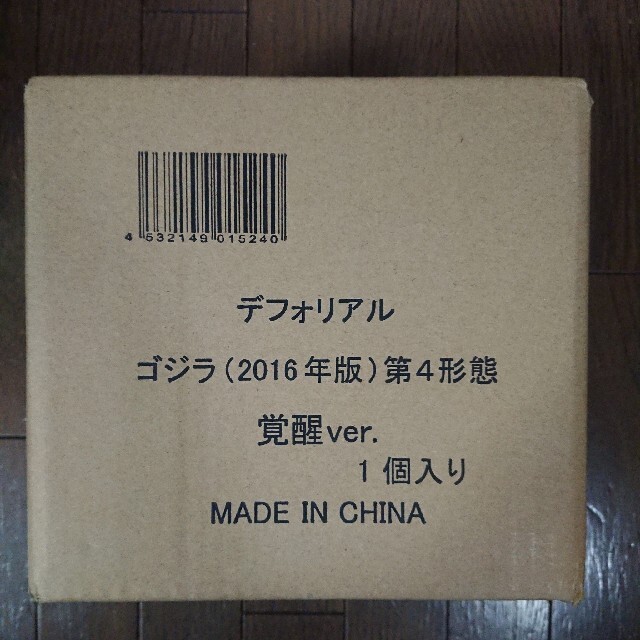 4 532149 015240
デフォリアル
ゴジラ(2016年版)第4形態
覚醒ver.
1個入り
MADE IN CHINA